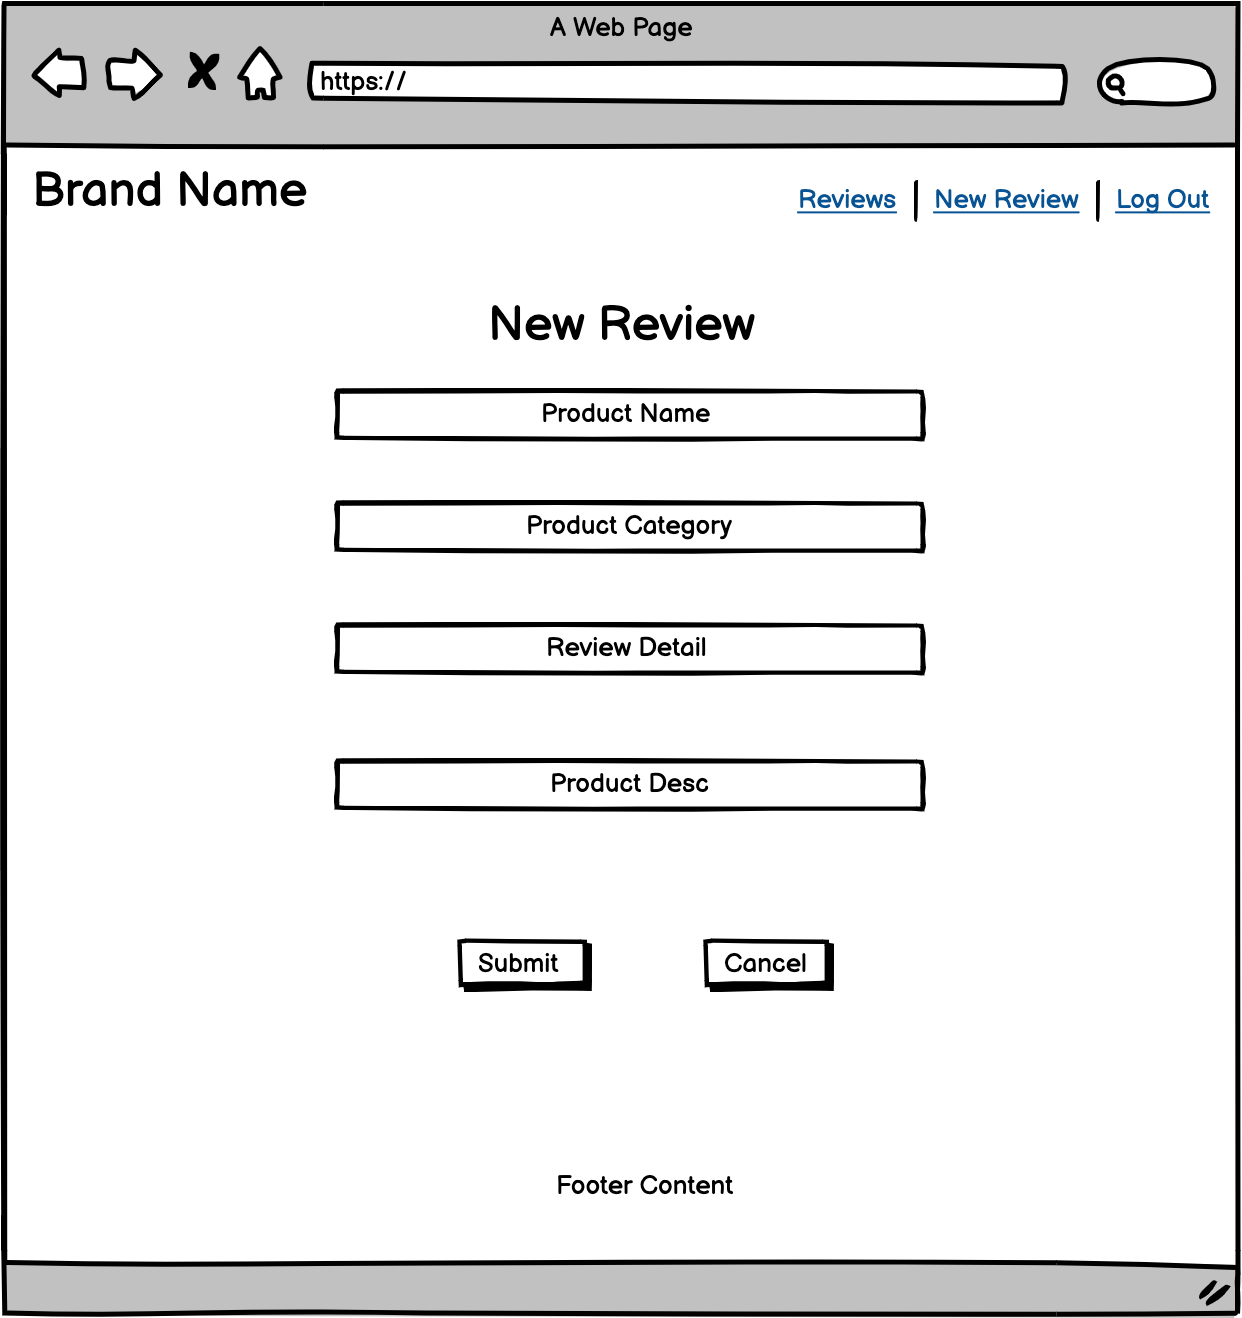 A Web Page
https://
Brand Name
Reviews
New Review
Log Out
New Review
Product Name
Product Category
Review Detail
Product Desc
Submit
Cancel
Footer Content